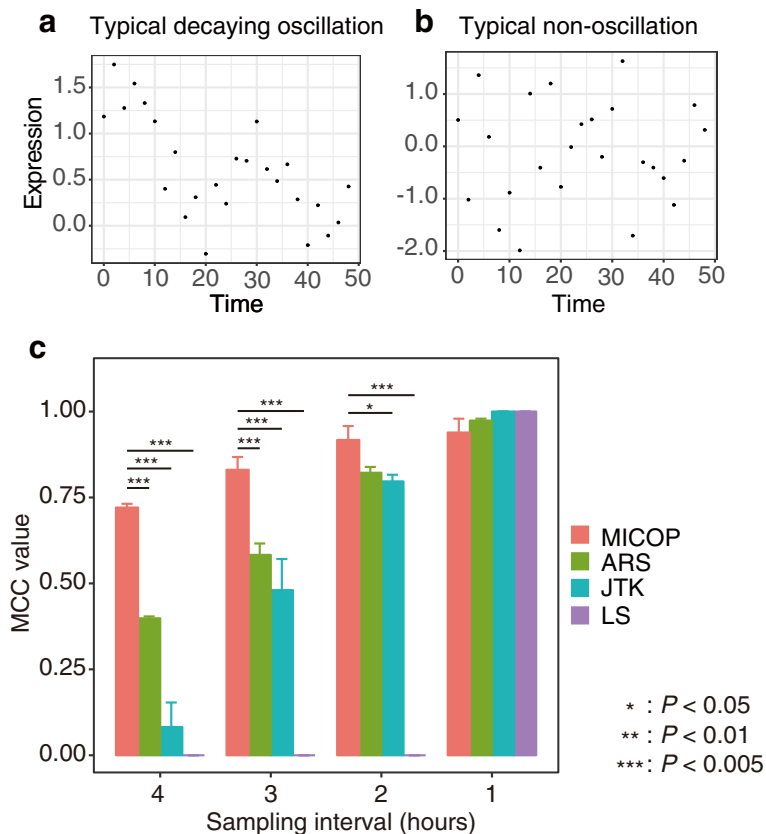 a Typical decaying oscillation
b Typical non-oscillation
Expression
1.5
1.0
0.5
0.0
0 10 20 30 40 50
Time
1.0
0.0
-1.0
-2.0
0 10 20 30 40 50
Time
c
MCC value
1.00
0.75
0.50
0.25
0.00
***
***
***
***
***
***
***
*
4 3 2 1
Sampling interval (hours)
MICOP
ARS
JTK
LS
* : P < 0.05
** : P < 0.01
*** : P < 0.005